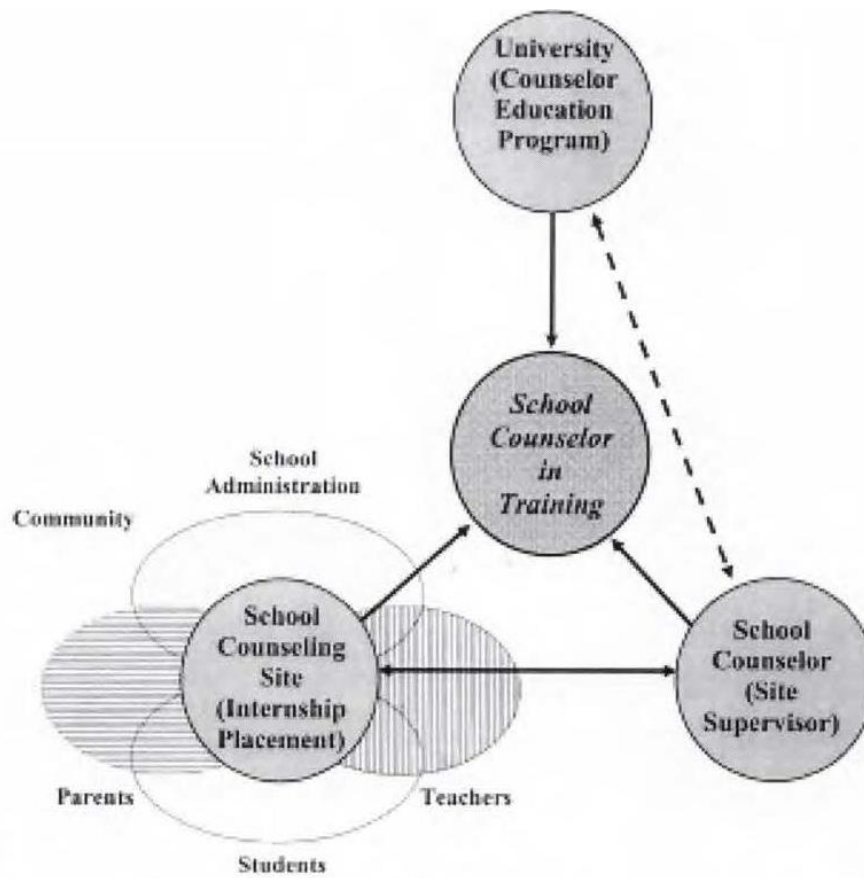 University
(Counselor
Education
Program)
School
Counselor
in
Training
School
Administration
Community
School
Counseling
Site
(Internship
Placement)
School
Counselor
(Site
Supervisor)
Parents
Teachers
Students